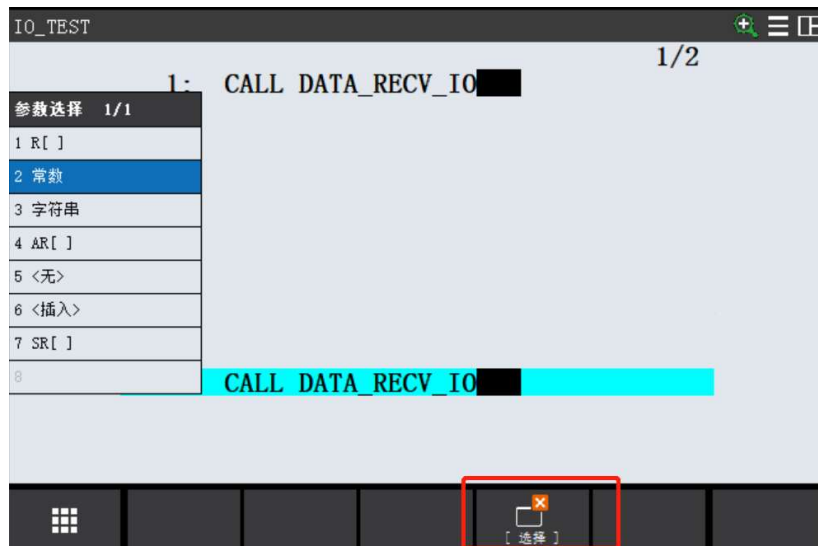 IO_TEST
1/2
1: CALL DATA_RECV_IO
参数选择 1/1
1 R[ ]
2 常数
3 字符串
4 AR[ ]
5 <无>
6 <插入>
7 SR[ ]
8
CALL DATA_RECV_IO
[ 选择 ]